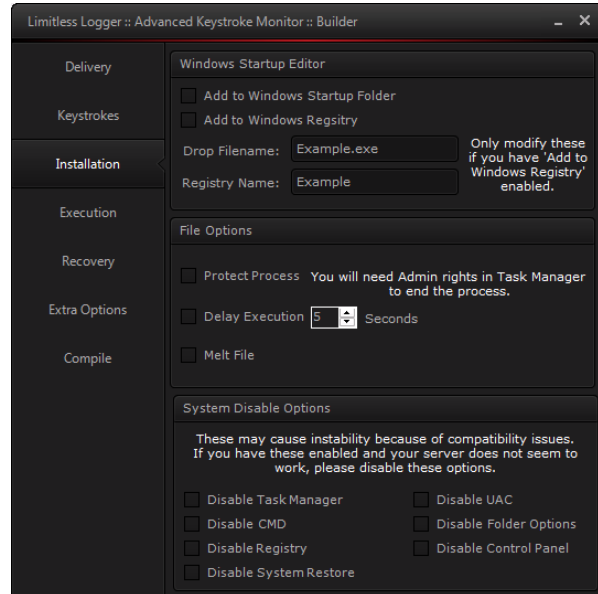 Limitless Logger :: Advanced Keystroke Monitor :: Builder
Delivery
Keystrokes
Installation
Execution
Recovery
Extra Options
Compile
Windows Startup Editor
Add to Windows Startup Folder
Add to Windows Regsitry
Drop Filename: Example.exe
Registry Name: Example
Only modify these
if you have 'Add to
Windows Registry'
enabled.
File Options
Protect Process You will need Admin rights in Task Manager
to end the process.
Delay Execution 5 Seconds
Melt File
System Disable Options
These may cause instability because of compatibility issues.
If you have these enabled and your server does not seem to
work, please disable these options.
Disable Task Manager Disable UAC
Disable CMD Disable Folder Options
Disable Registry Disable Control Panel
Disable System Restore